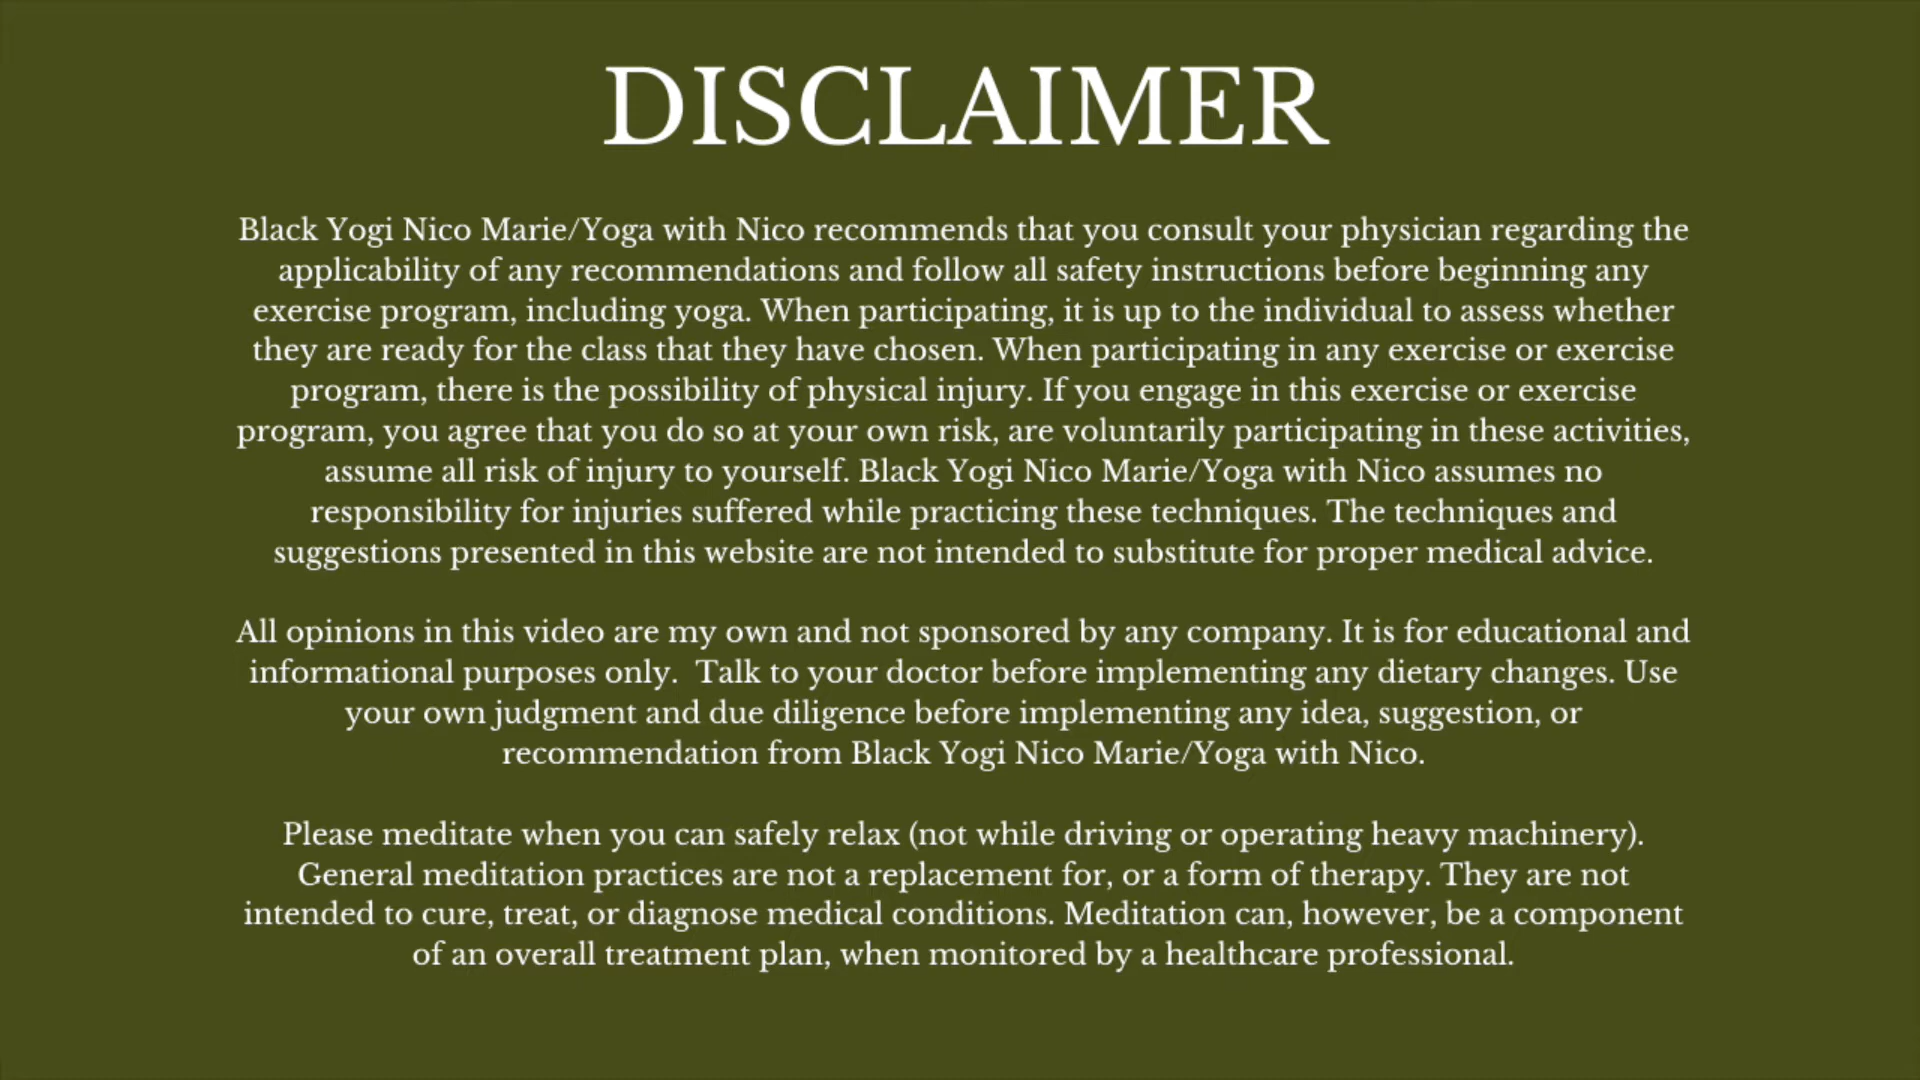 DISCLAIMER
Black Yogi Nico Marie/Yoga with Nico recommends that you consult your physician regarding the
applicability of any recommendations and follow all safety instructions before beginning any
exercise program, including yoga. When participating, it is up to the individual to assess whether
they are ready for the class that they have chosen. When participating in any exercise or exercise
program, there is the possibility of physical injury. If you engage in this exercise or exercise
program, you agree that you do so at your own risk, are voluntarily participating in these activities,
assume all risk of injury to yourself. Black Yogi Nico Marie/Yoga with Nico assumes no
responsibility for injuries suffered while practicing these techniques. The techniques and
suggestions presented in this website are not intended to substitute for proper medical advice.
All opinions in this video are my own and not sponsored by any company. It is for educational and
informational purposes only.  Talk to your doctor before implementing any dietary changes. Use
your own judgment and due diligence before implementing any idea, suggestion, or
recommendation from Black Yogi Nico Marie/Yoga with Nico.
Please meditate when you can safely relax (not while driving or operating heavy machinery).
General meditation practices are not a replacement for, or a form of therapy. They are not
intended to cure, treat, or diagnose medical conditions. Meditation can, however, be a component
of an overall treatment plan, when monitored by a healthcare professional.